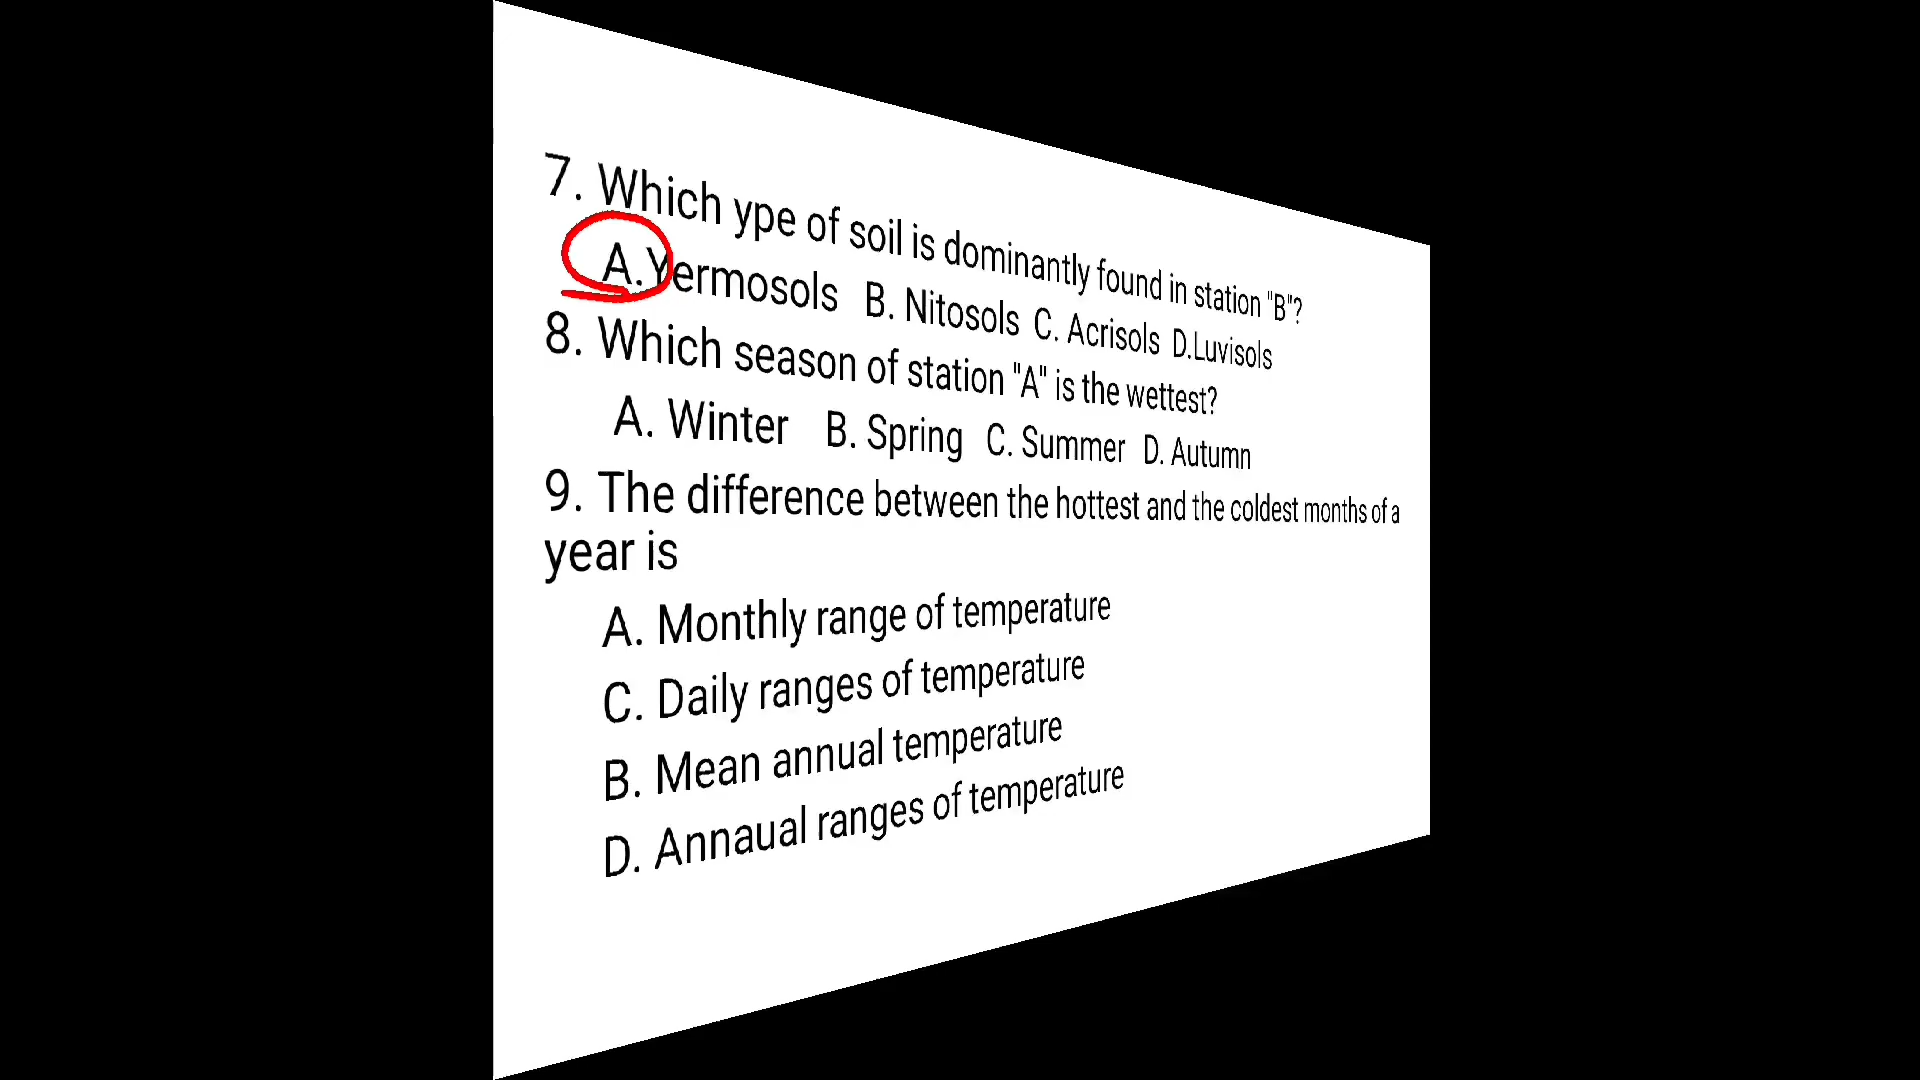 7. Which ype of soil is dominantly found in station "B"?
A.Yermosols B. Nitosols C. Acrisols D.Luvisols
8. Which season of station "A" is the wettest?
A. Winter B. Spring C. Summer D. Autumn
9. The difference between the hottest and the coldest months of a
year is
A. Monthly range of temperature
C. Daily ranges of temperature
B. Mean annual temperature
D. Annaual ranges of temperature